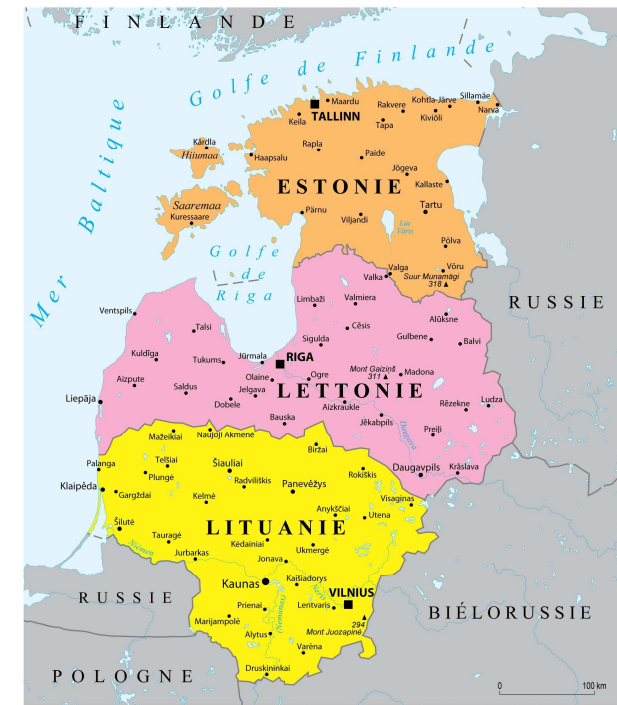 FINLANDE
Golfe de Finlande
Mer Baltique
Maardu
TALLINN
Keila
Rakvere
Kohtla-Järve
Sillamäe
Narva
Kiviõli
Tapa
Kärdla
Hiiumaa
Haapsalu
Rapla
Paide
Jõgeva
Kallaste
ESTONIE
Saaremaa
Kuressaare
Pärnu
Viljandi
Tartu
Lac
Võrts
Põlva
Golfe
de
Riga
Valga
Valka
Võru
Suur Munamägi
318
RUSSIE
Ventspils
Limbaži
Valmiera
Talsi
Cēsis
Alūksne
Sigulda
Gulbene
Balvi
Kuldīga
Tukums
Jūrmala
RIGA
Mont Gaiziņš
311
Madona
Olaine
Ogre
Aizpute
Saldus
Jelgava
LETTONIE
Liepāja
Dobele
Aizkraukle
Rēzekne
Ludza
Bauska
Jēkabpils
Daugava
Preiļi
Mažeikiai
Naujoji Akmenė
Biržai
Daugavpils
Krāslava
Palanga
Telšiai
Šiauliai
Rokiškis
Plungė
Radviliškis
Panevėžys
Klaipėda
Gargždai
Kelmė
Visaginas
Anykščiai
Utena
Šilutė
LITUANIE
Tauragė
Niemen
Jurbarkas
Kėdainiai
Ukmergė
Jonava
Kaunas
Kaišiadorys
Neris
VILNIUS
RUSSIE
Prienai
Lentvaris
BIÉLORUSSIE
Marijampolė
(Nemunas)
294
Mont Juozapinė
Alytus
Varėna
Druskininkai
POLOGNE
0
100 km